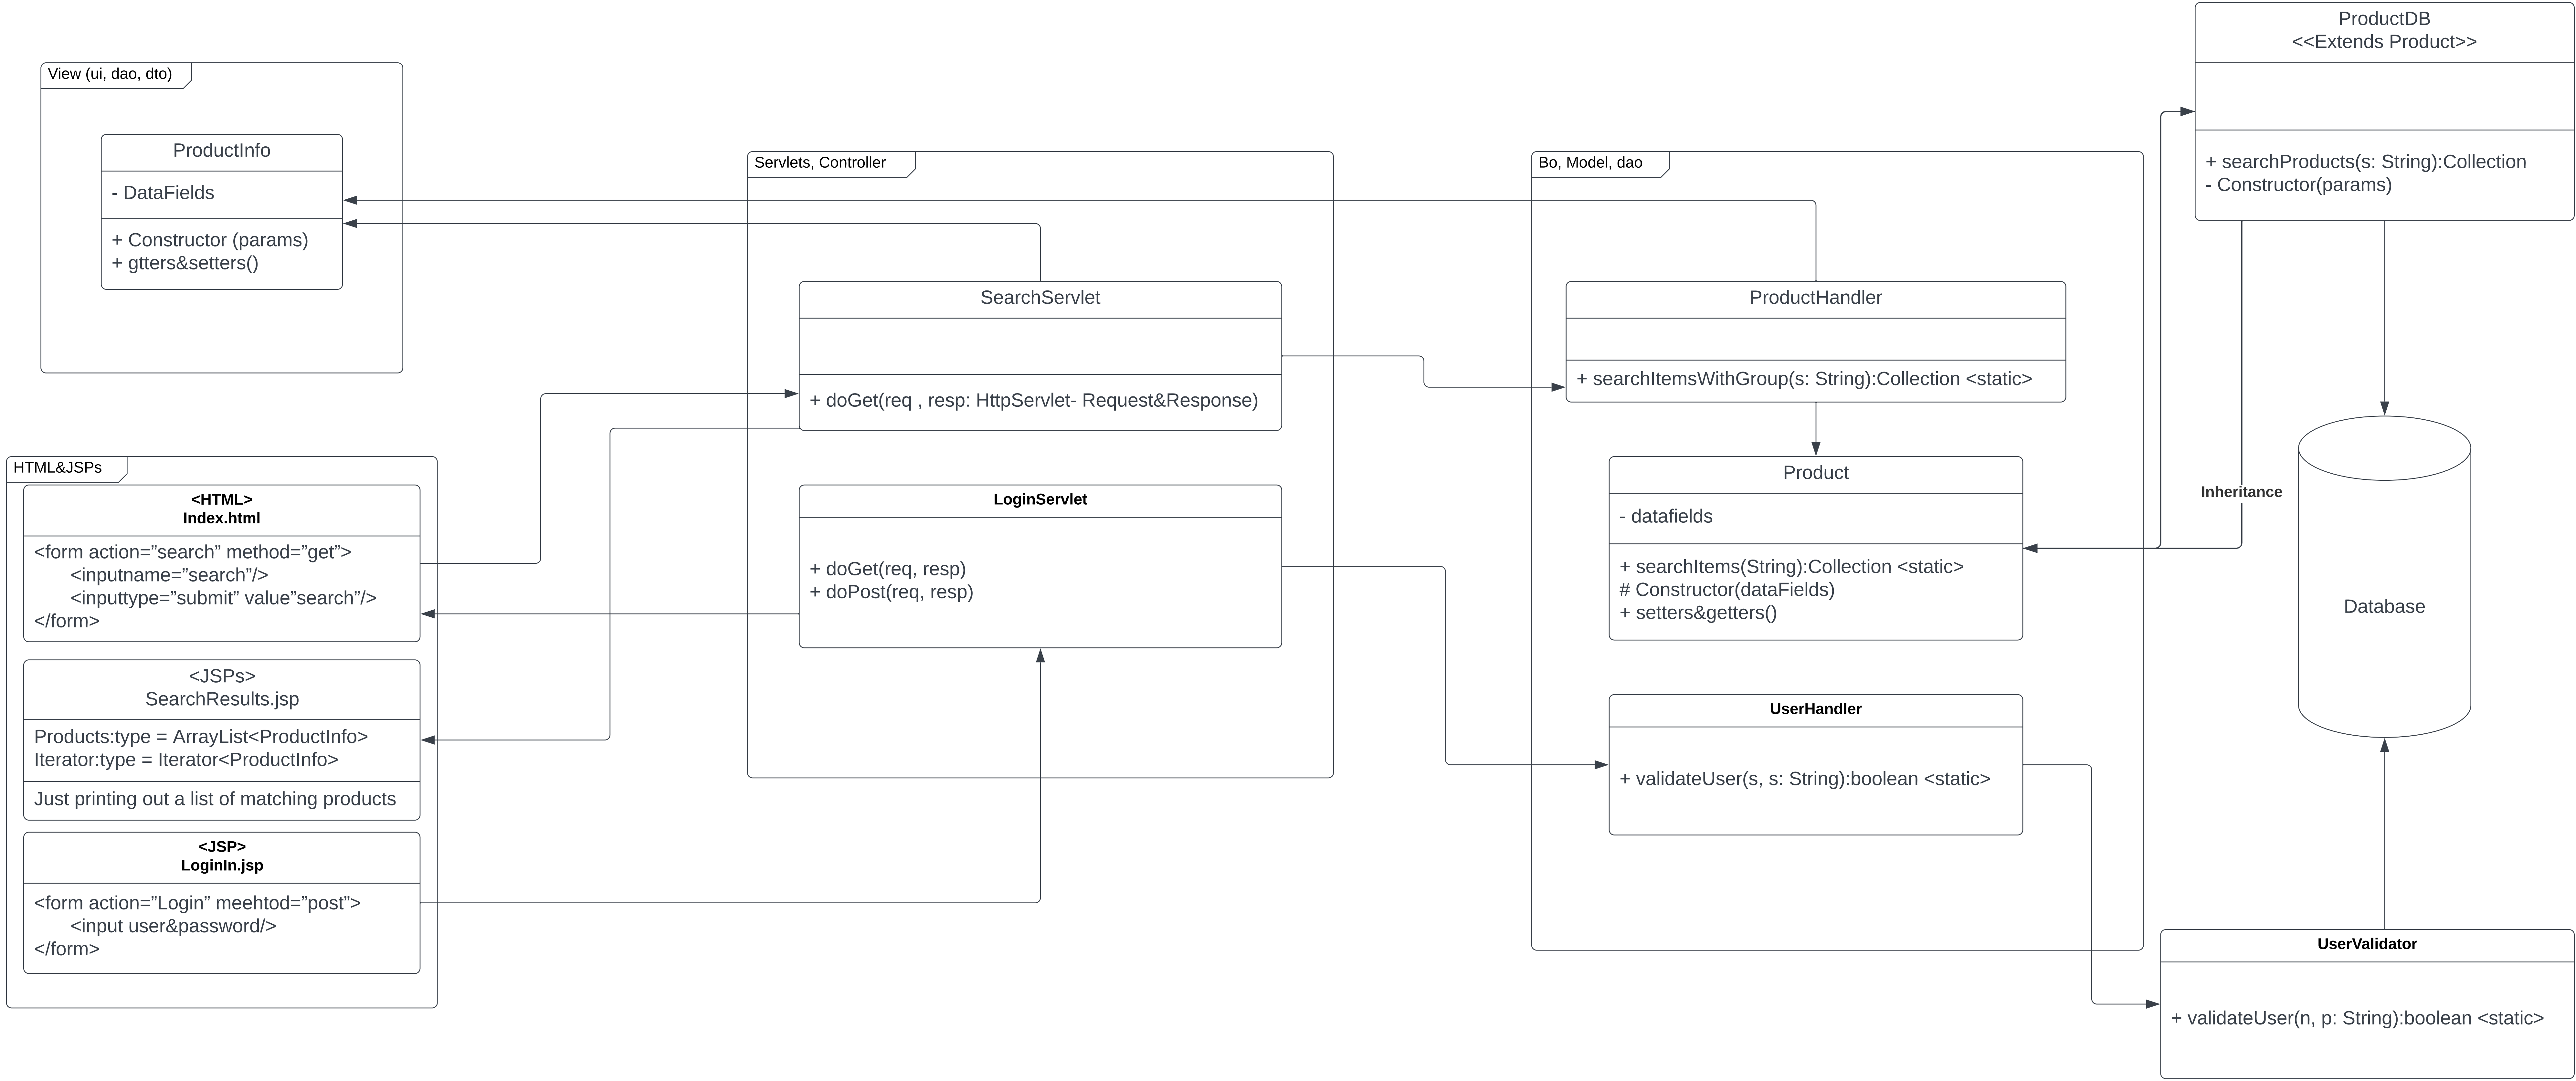 View (ui, dao, dto)
ProductInfo
- DataFields
+ Constructor (params)
+ gtters&setters()
HTML&JSPs
<HTML>
Index.html
<form action=”search” method=”get”>
<inputname=”search”/>
<inputtype=”submit” value”search”/>
</form>
<JSPs>
SearchResults.jsp
Products:type = ArrayList<ProductInfo>
Iterator:type = Iterator<ProductInfo>
Just printing out a list of matching products
<JSP>
LoginIn.jsp
<form action=”Login” meehtod=”post”>
<input user&password/>
</form>
Servlets, Controller
SearchServlet
+ doGet(req , resp: HttpServlet- Request&Response)
LoginServlet
+ doGet(req, resp)
+ doPost(req, resp)
Bo, Model, dao
ProductHandler
+ searchItemsWithGroup(s: String):Collection <static>
Product
- datafields
+ searchItems(String):Collection <static>
# Constructor(dataFields)
+ setters&getters()
UserHandler
+ validateUser(s, s: String):boolean <static>
ProductDB
<<Extends Product>>
+ searchProducts(s: String):Collection
- Constructor(params)
Inheritance
Database
UserValidator
+ validateUser(n, p: String):boolean <static>